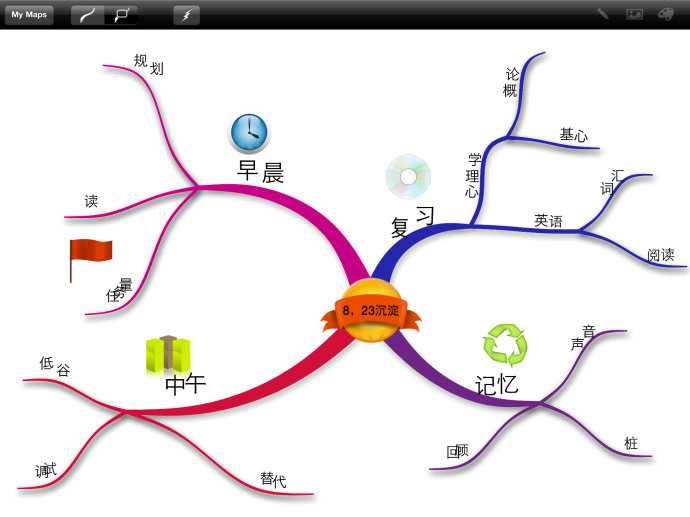 My Maps
规划
早晨
读
任务量
概论
基心
心理学
复习
词汇
英语
阅读
8，23沉淀
中午
低谷
调试
替代
记忆
声音
回顾
桩